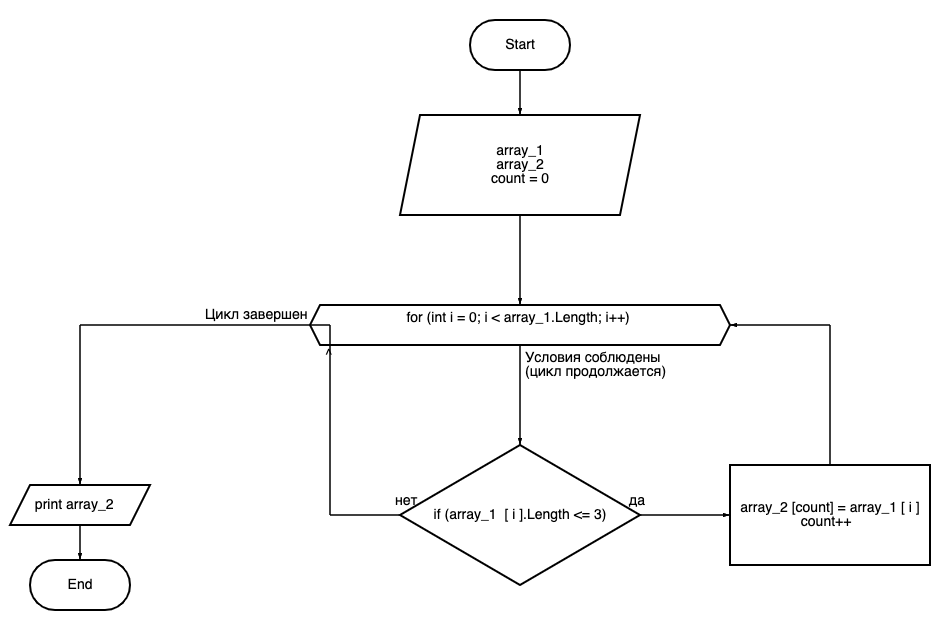 Start
array_1
array_2
count = 0
for (int i = 0; i < array_1.Length; i++)
Цикл завершен
Условия соблюдены
(цикл продолжается)
нет
if (array_1 [ i ].Length <= 3)
да
array_2 [count] = array_1 [ i ]
count++
print array_2
End